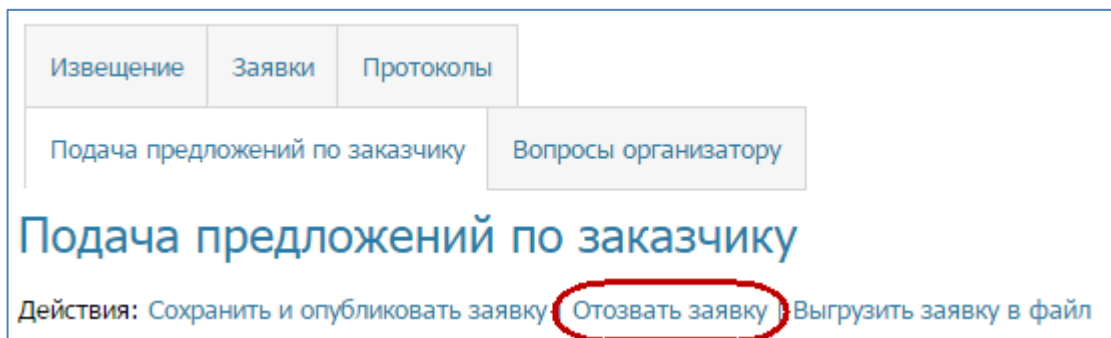 Извещение Заявки Протоколы
Подача предложений по заказчику Вопросы организатору
Подача предложений по заказчику
Действия: Сохранить и опубликовать заявку | Отозвать заявку | Выгрузить заявку в файл